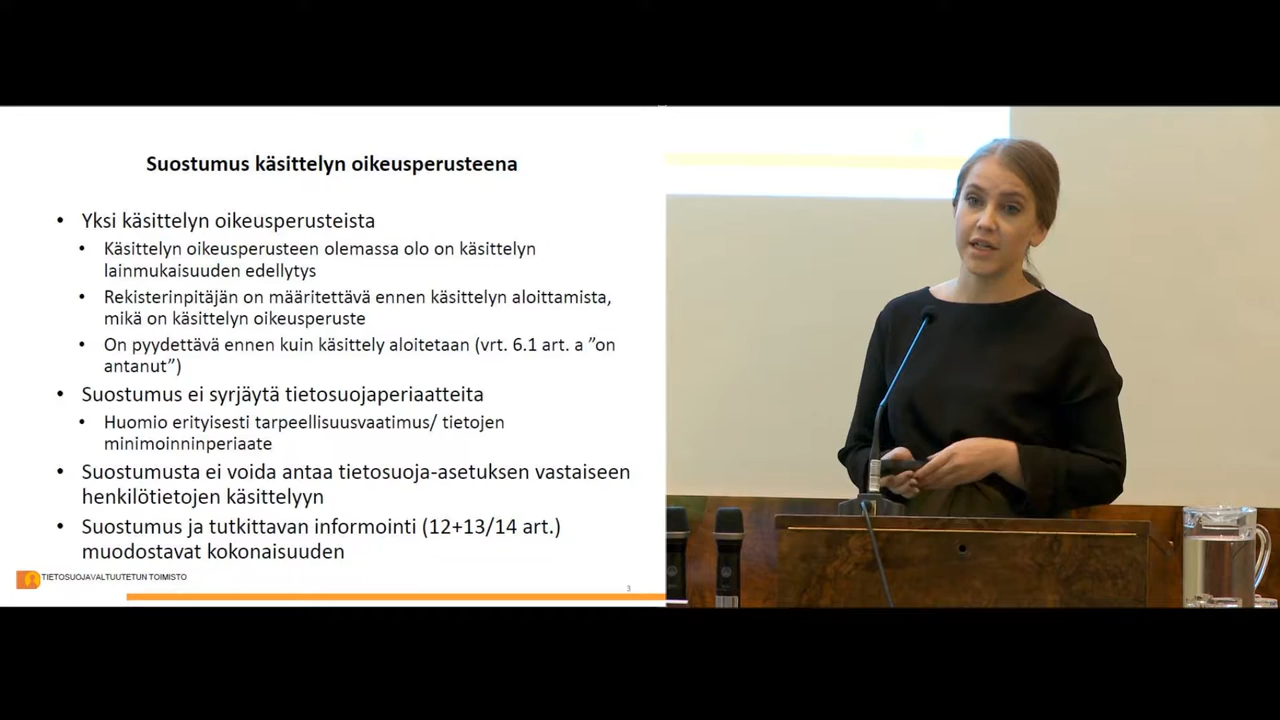 Suostumus käsittelyn oikeusperusteena
• Yksi käsittelyn oikeusperusteista
• Käsittelyn oikeusperusteen olemassa olo on käsittelyn
lainmukaisuuden edellytys
• Rekisterinpitäjän on määritettävä ennen käsittelyn aloittamista,
mikä on käsittelyn oikeusperuste
• On pyydettävä ennen kuin käsittely aloitetaan (vrt. 6.1 art. a ”on
antanut”)
• Suostumus ei syrjäytä tietosuojaperiaatteita
• Huomio erityisesti tarpeellisuusvaatimus/ tietojen
minimoinninperiaate
• Suostumusta ei voida antaa tietosuoja-asetuksen vastaiseen
henkilötietojen käsittelyyn
• Suostumus ja tutkittavan informointi (12+13/14 art.)
muodostavat kokonaisuuden
TIETOSUOJAVALTUUTETUN TOIMISTO
3